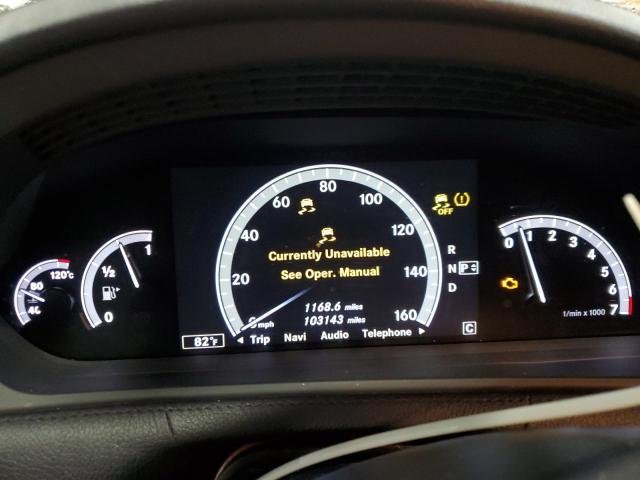 60 80 100
40 120
20 140
0 mph 160
OFF
Currently Unavailable
See Oper. Manual
1168.6 miles
103143 miles
Trip Navi Audio Telephone
R
N P
D
C
82°F
120°C
80
40
1
½
0
0 1 2 3 4 5 6 7
1/min x 1000